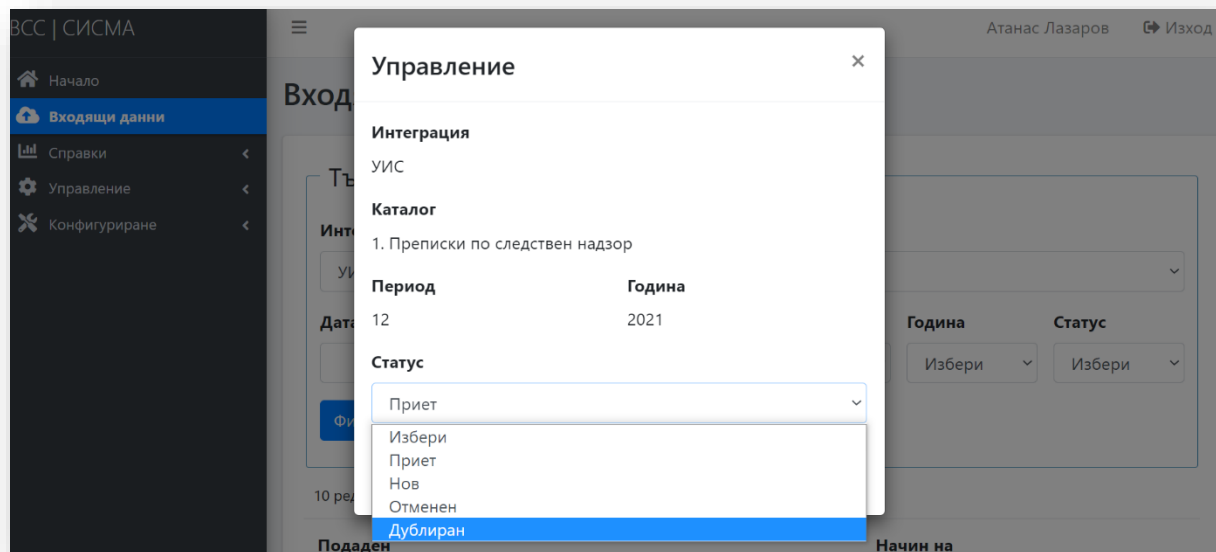 ВСС | СИСМА
Атанас Лазаров
Изход
Начало
Входящи данни
Справки
Управление
Конфигуриране
Управление
×
Интеграция
УИС
Каталог
1. Преписки по следствен надзор
Период
Година
12
2021
Статус
Приет
Избери
Приет
Нов
Отменен
Дублиран
Година
Статус
Избери
Избери
Подаден
Начин на